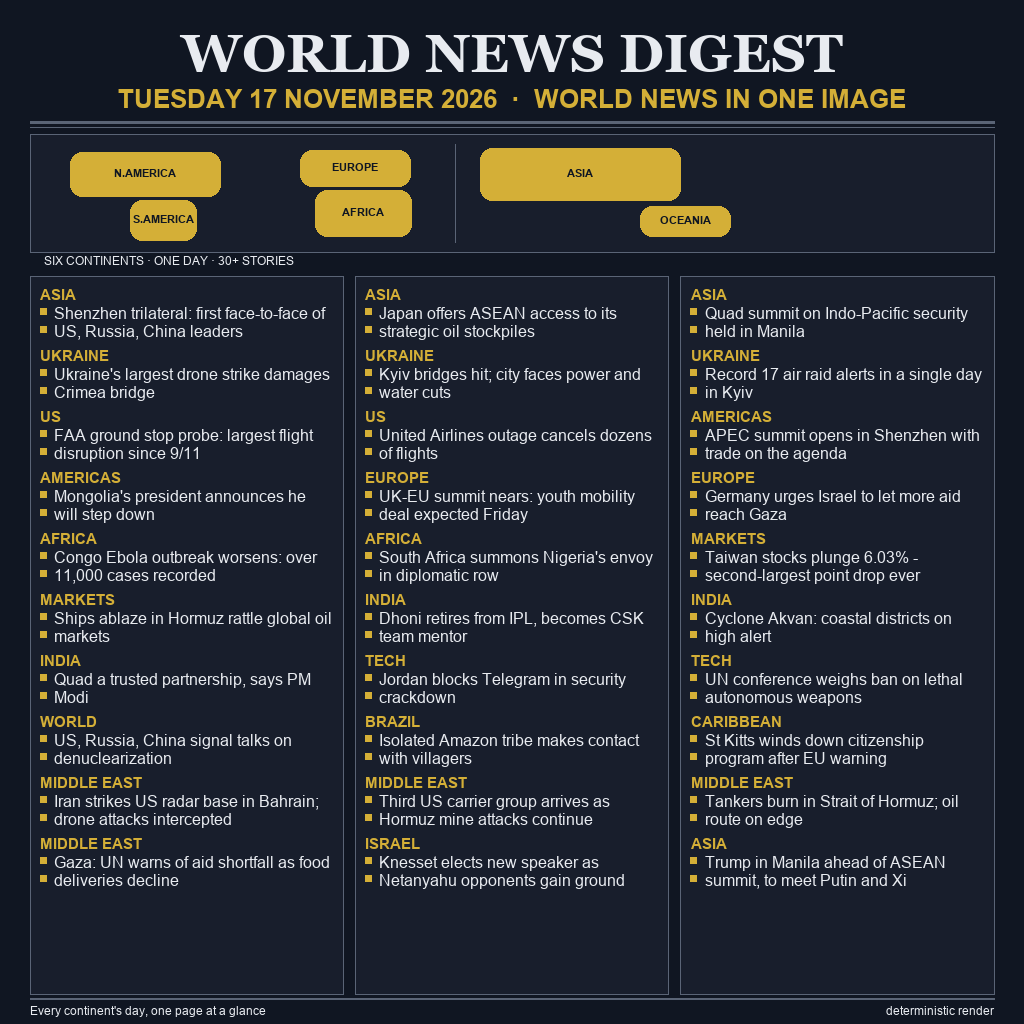 WORLD NEWS DIGEST
TUESDAY 17 NOVEMBER 2026 · WORLD NEWS IN ONE IMAGE
N.AMERICA
S.AMERICA
EUROPE
AFRICA
ASIA
OCEANIA
SIX CONTINENTS · ONE DAY · 30+ STORIES
ASIA
Shenzhen trilateral: first face-to-face of
US, Russia, China leaders
UKRAINE
Ukraine's largest drone strike damages
Crimea bridge
US
FAA ground stop probe: largest flight
disruption since 9/11
AMERICAS
Mongolia's president announces he
will step down
AFRICA
Congo Ebola outbreak worsens: over
11,000 cases recorded
MARKETS
Ships ablaze in Hormuz rattle global oil
markets
INDIA
Quad a trusted partnership, says PM
Modi
WORLD
US, Russia, China signal talks on
denuclearization
MIDDLE EAST
Iran strikes US radar base in Bahrain;
drone attacks intercepted
MIDDLE EAST
Gaza: UN warns of aid shortfall as food
deliveries decline
ASIA
Japan offers ASEAN access to its
strategic oil stockpiles
UKRAINE
Kyiv bridges hit; city faces power and
water cuts
US
United Airlines outage cancels dozens
of flights
EUROPE
UK-EU summit nears: youth mobility
deal expected Friday
AFRICA
South Africa summons Nigeria's envoy
in diplomatic row
INDIA
Dhoni retires from IPL, becomes CSK
team mentor
TECH
Jordan blocks Telegram in security
crackdown
BRAZIL
Isolated Amazon tribe makes contact
with villagers
MIDDLE EAST
Third US carrier group arrives as
Hormuz mine attacks continue
ISRAEL
Knesset elects new speaker as
Netanyahu opponents gain ground
ASIA
Quad summit on Indo-Pacific security
held in Manila
UKRAINE
Record 17 air raid alerts in a single day
in Kyiv
AMERICAS
APEC summit opens in Shenzhen with
trade on the agenda
EUROPE
Germany urges Israel to let more aid
reach Gaza
MARKETS
Taiwan stocks plunge 6.03% -
second-largest point drop ever
INDIA
Cyclone Akvan: coastal districts on
high alert
TECH
UN conference weighs ban on lethal
autonomous weapons
CARIBBEAN
St Kitts winds down citizenship
program after EU warning
MIDDLE EAST
Tankers burn in Strait of Hormuz; oil
route on edge
ASIA
Trump in Manila ahead of ASEAN
summit, to meet Putin and Xi
Every continent's day, one page at a glance
deterministic render